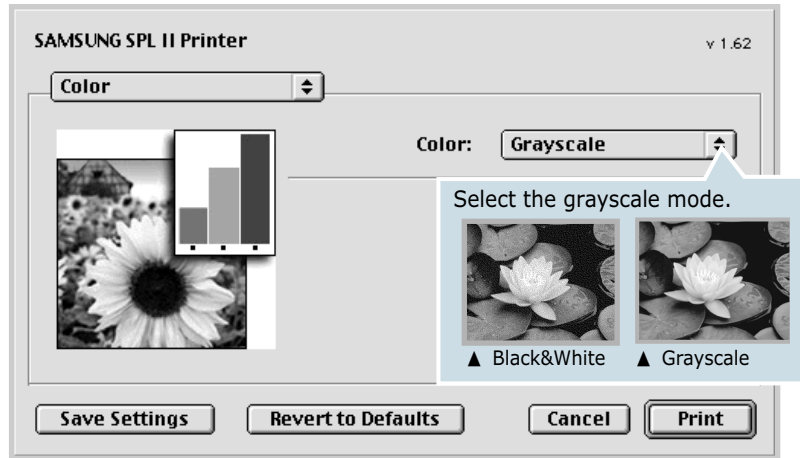 SAMSUNG SPL II Printer
v 1.62
Color
Color: Grayscale
Select the grayscale mode.
▲ Black&White ▲ Grayscale
Save Settings Revert to Defaults Cancel Print